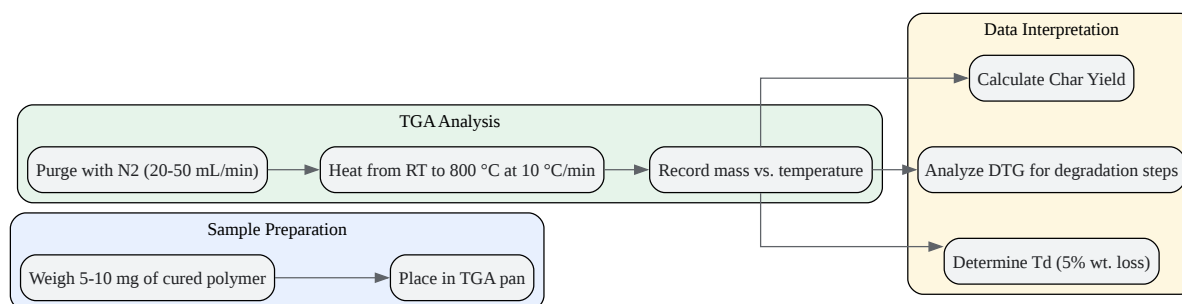 Data Interpretation
Calculate Char Yield
TGA Analysis
Purge with N2 (20-50 mL/min)
Heat from RT to 800 °C at 10 °C/min
Record mass vs. temperature
Analyze DTG for degradation steps
Sample Preparation
Weigh 5-10 mg of cured polymer
Place in TGA pan
Determine Td (5% wt. loss)